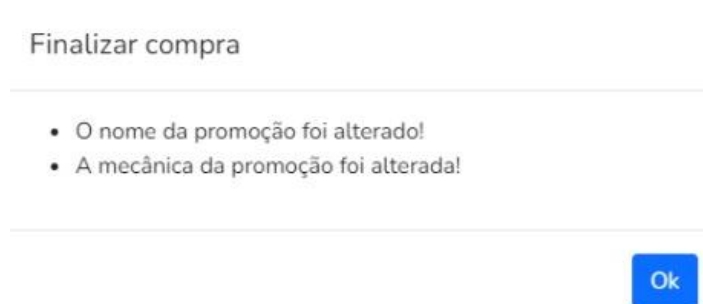 Finalizar compra
• O nome da promoção foi alterado!
• A mecânica da promoção foi alterada!
Ok